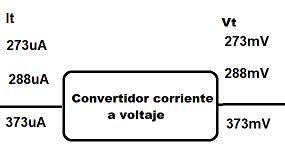 It
Vt
273uA
273mV
288uA
288mV
Convertidor corriente
a voltaje
373uA
373mV